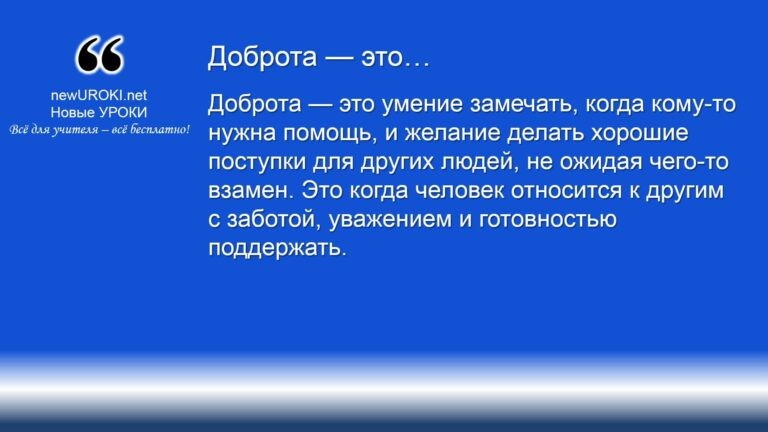 newUROKI.net
Новые УРОКИ
Всё для учителя – всё бесплатно!
Доброта — это…
Доброта — это умение замечать, когда кому-то
нужна помощь, и желание делать хорошие
поступки для других людей, не ожидая чего-то
взамен. Это когда человек относится к другим
с заботой, уважением и готовностью
поддержать.